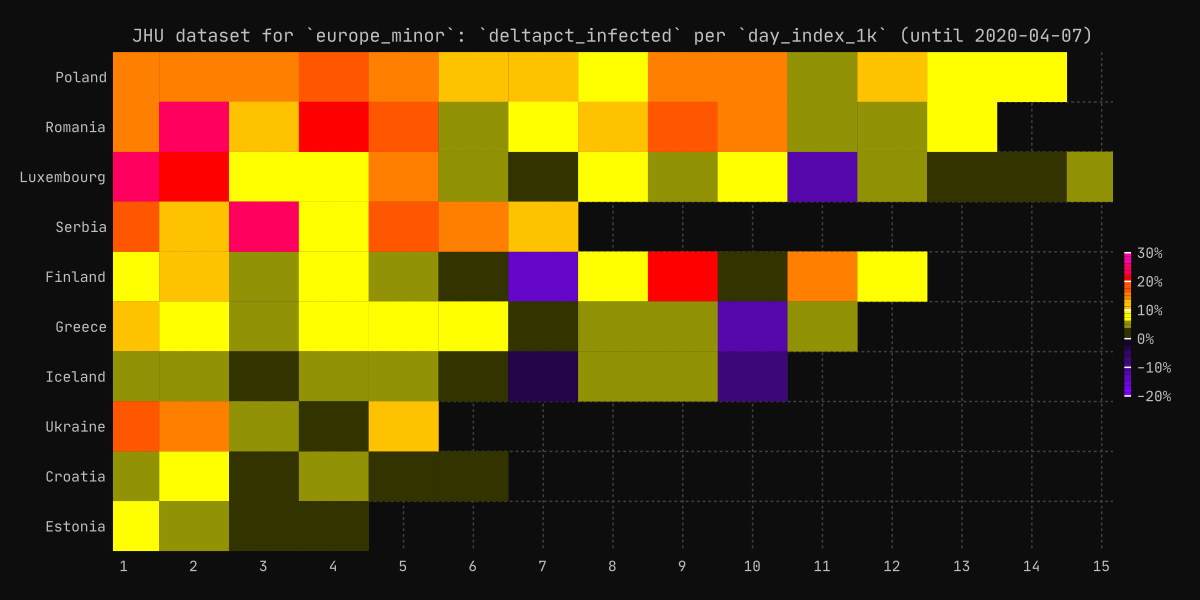 JHU dataset for `europe_minor`: `deltapct_infected` per `day_index_1k` (until 2020-04-07)
Poland
Romania
Luxembourg
Serbia
Finland
Greece
Iceland
Ukraine
Croatia
Estonia
30%
20%
10%
0%
-10%
-20%
1 2 3 4 5 6 7 8 9 10 11 12 13 14 15